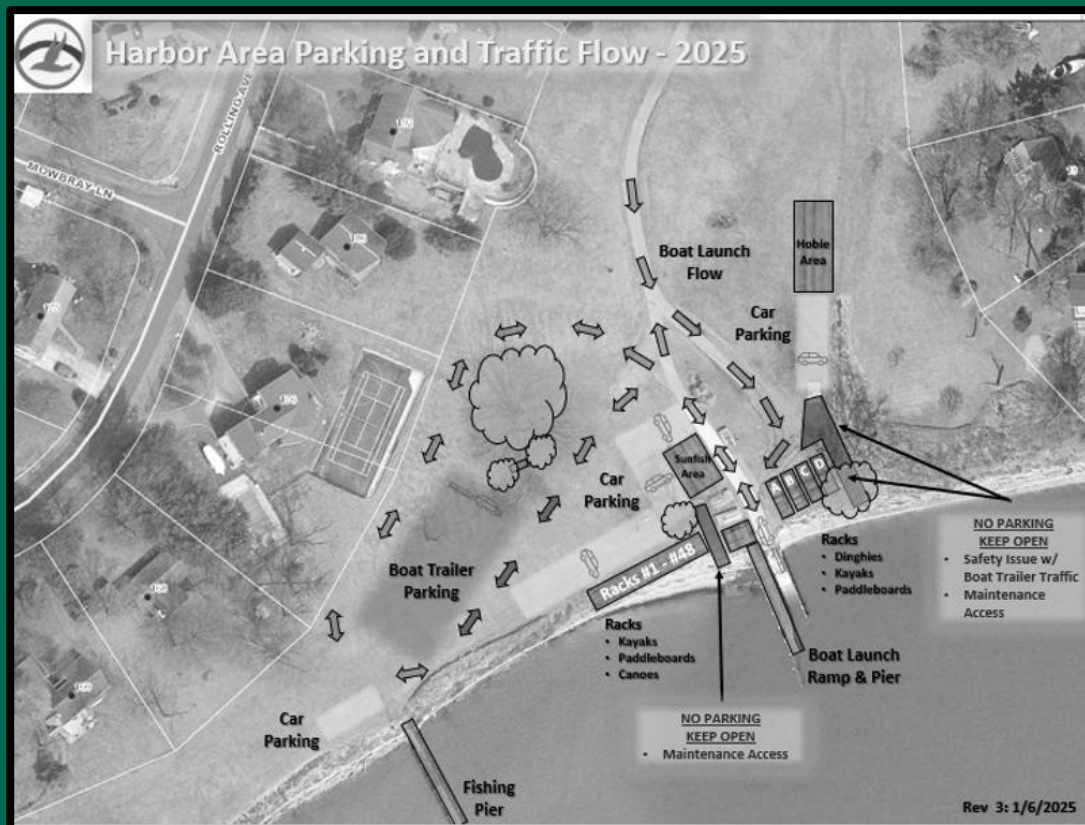 Harbor Area Parking and Traffic Flow - 2025
ROLLING AVE
MOWBRAY LN
Boat Launch
Flow
Hobie
Area
Car
Parking
Sunfish
Area
Car
Parking
A
B
C
D
Boat Trailer
Parking
Racks #1 - #48
Racks
• Kayaks
• Paddleboards
• Canoes
Racks
• Dinghies
• Kayaks
• Paddleboards
NO PARKING
KEEP OPEN
• Safety Issue w/
Boat Trailer Traffic
• Maintenance
Access
Boat Launch
Ramp & Pier
NO PARKING
KEEP OPEN
• Maintenance Access
Car
Parking
Fishing
Pier
Rev 3: 1/6/2025